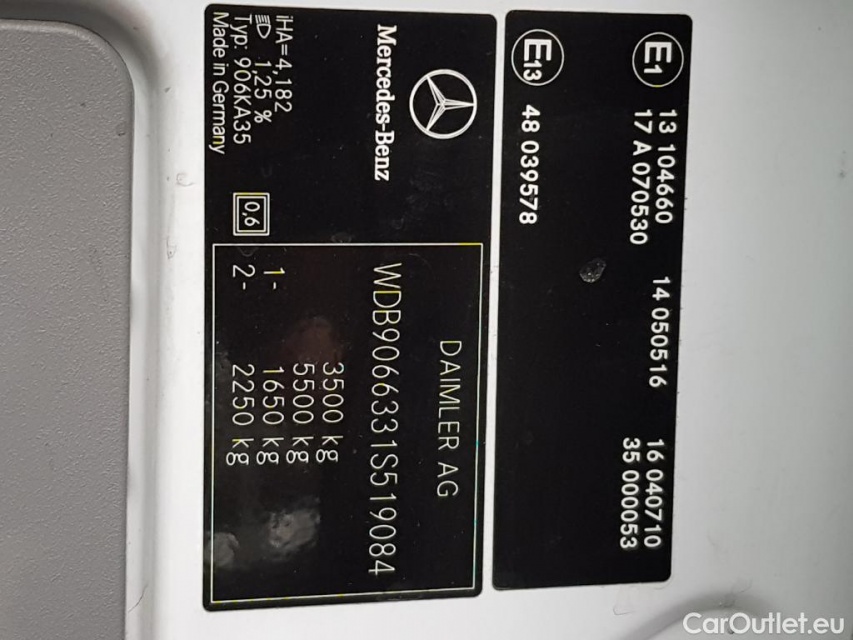 E1
13 104660 14 050516 16 040710
17 A 070530 35 000053
E13
48 039578
Mercedes-Benz
iHA=4,182
1,25 %
Typ: 906KA35
Made in Germany
0,6
DAIMLER AG
WDB9066331S519084
3500 kg
5500 kg
1- 1650 kg
2- 2250 kg
CarOutlet.eu